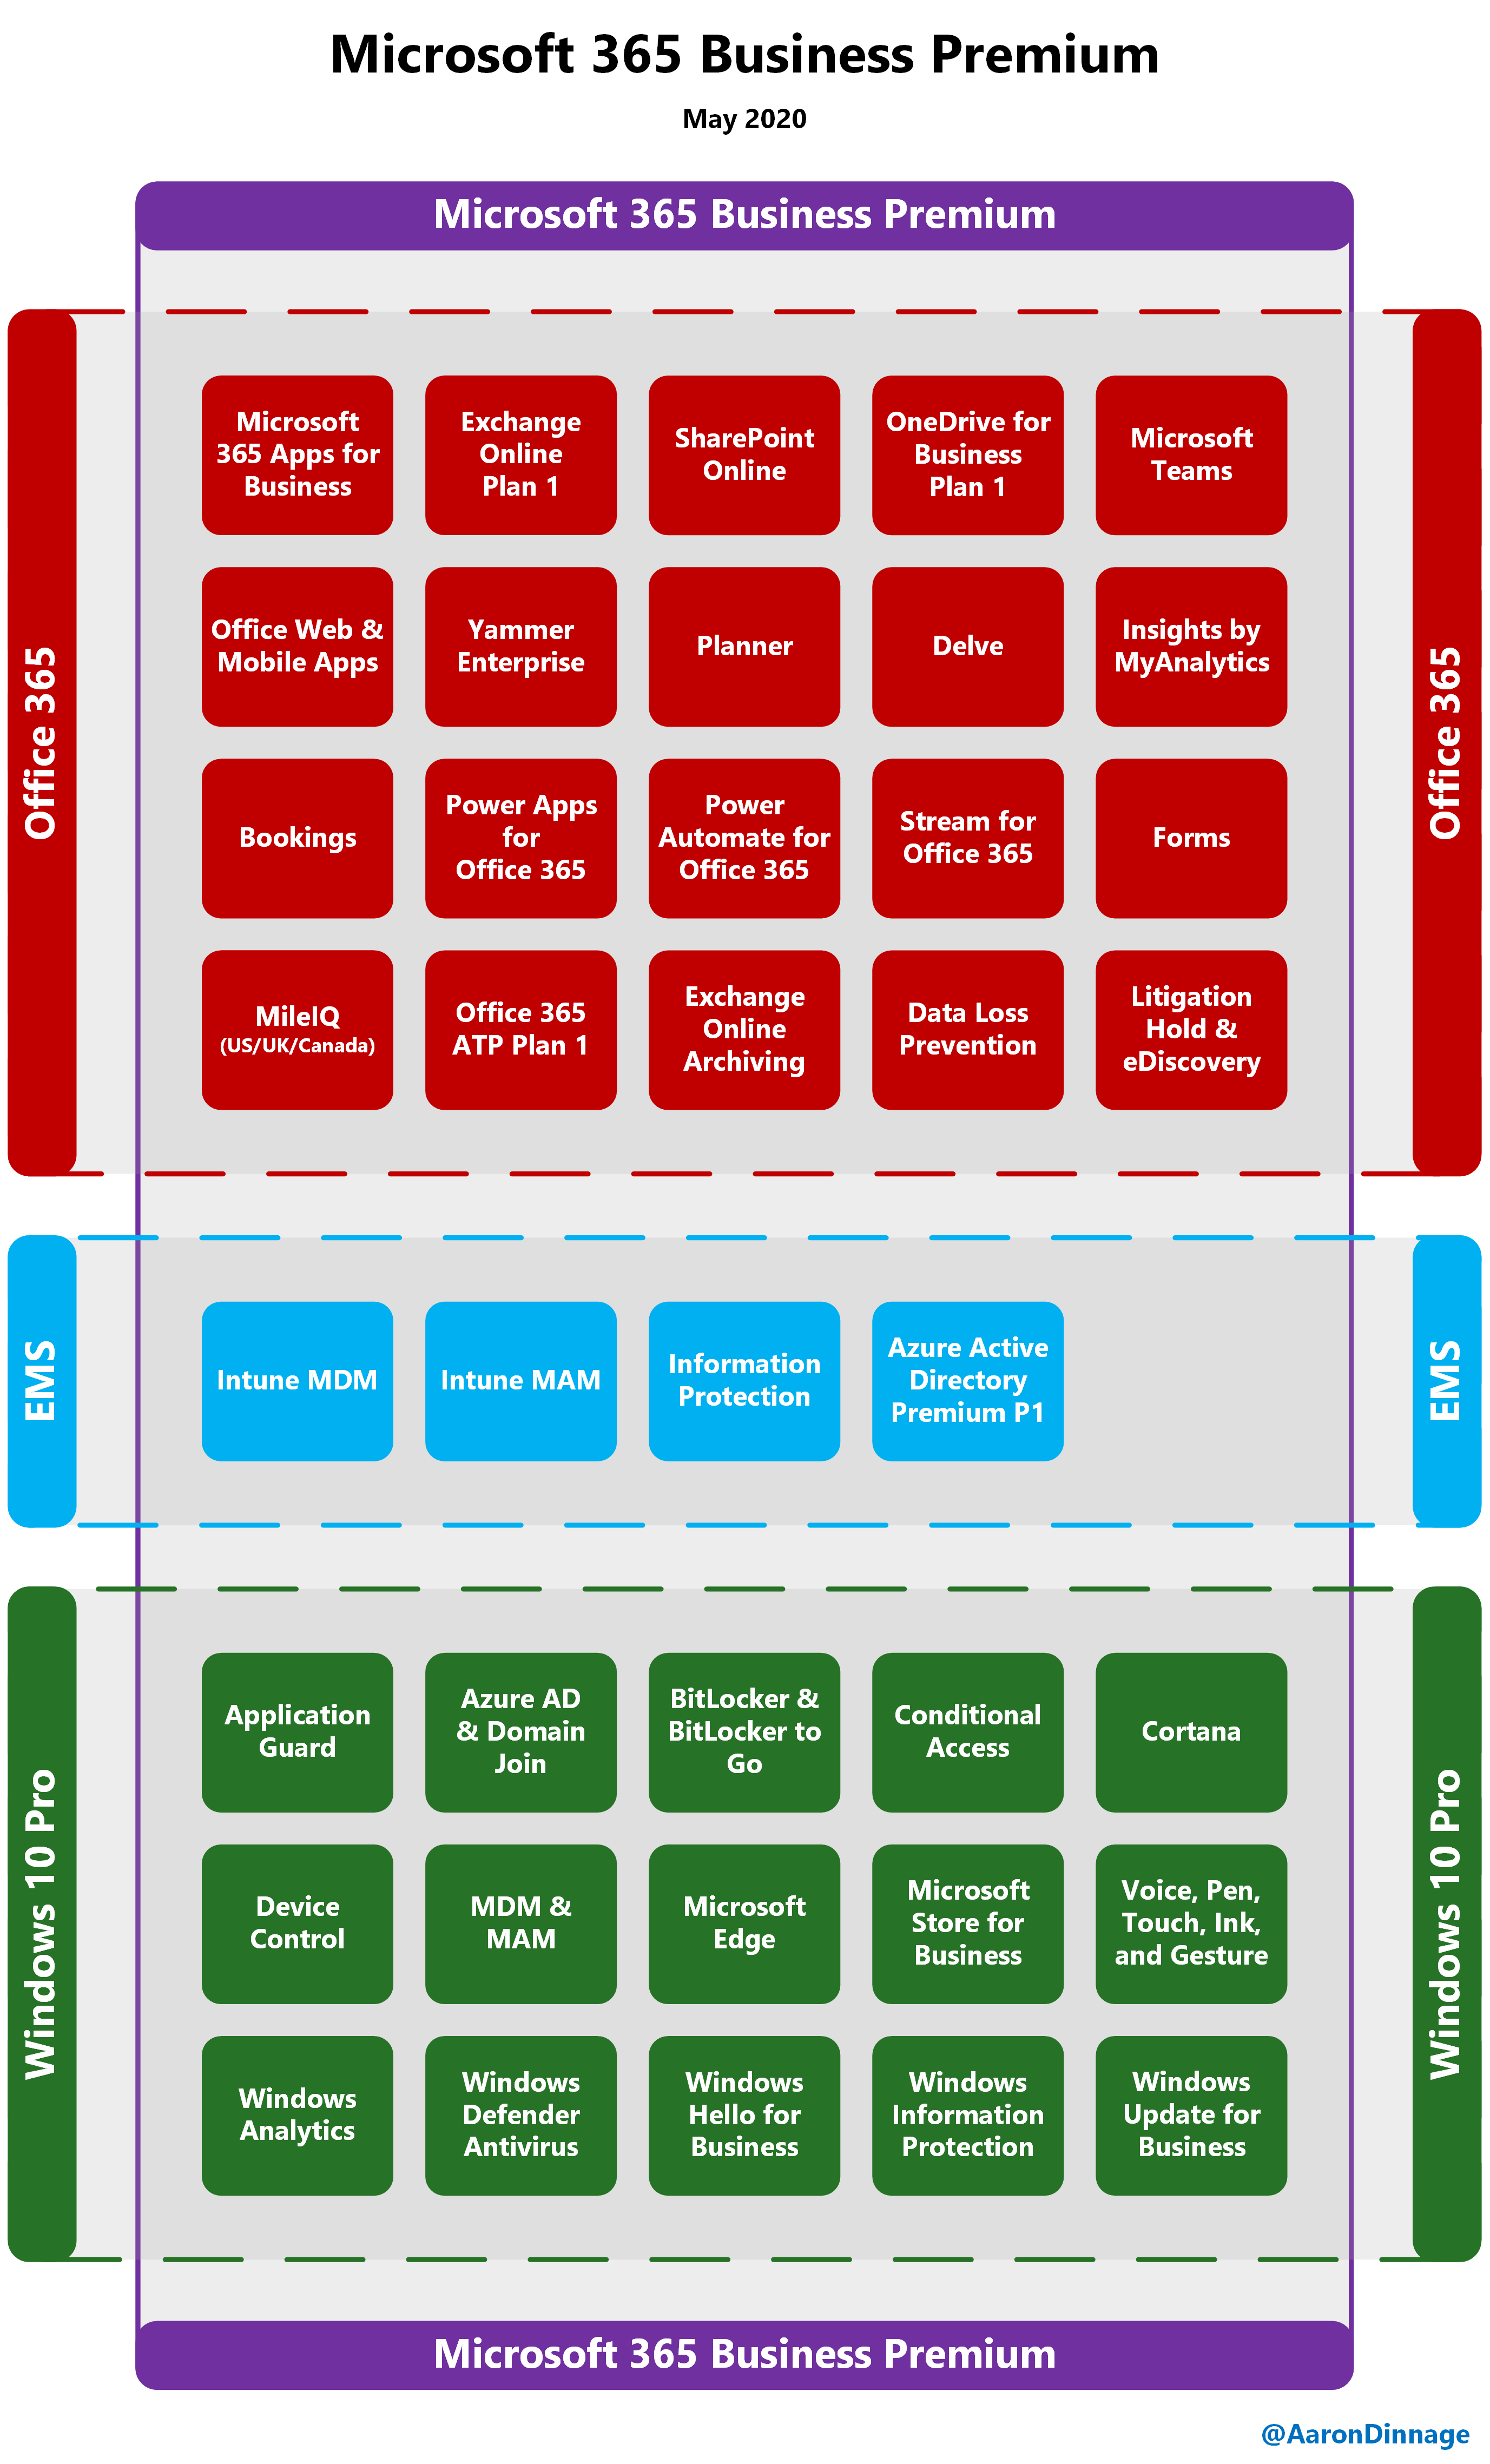 Microsoft 365 Business Premium
May 2020
Microsoft 365 Business Premium
Office 365
Office 365
Microsoft
365 Apps for
Business
Exchange
Online
Plan 1
SharePoint
Online
OneDrive for
Business
Plan 1
Microsoft
Teams
Office Web &
Mobile Apps
Yammer
Enterprise
Planner
Delve
Insights by
MyAnalytics
Bookings
Power Apps
for
Office 365
Power
Automate for
Office 365
Stream for
Office 365
Forms
MileIQ
(US/UK/Canada)
Office 365
ATP Plan 1
Exchange
Online
Archiving
Data Loss
Prevention
Litigation
Hold &
eDiscovery
EMS
EMS
Intune MDM
Intune MAM
Information
Protection
Azure Active
Directory
Premium P1
Windows 10 Pro
Windows 10 Pro
Application
Guard
Azure AD
& Domain
Join
BitLocker &
BitLocker to
Go
Conditional
Access
Cortana
Device
Control
MDM &
MAM
Microsoft
Edge
Microsoft
Store for
Business
Voice, Pen,
Touch, Ink,
and Gesture
Windows
Analytics
Windows
Defender
Antivirus
Windows
Hello for
Business
Windows
Information
Protection
Windows
Update for
Business
Microsoft 365 Business Premium
@AaronDinnage